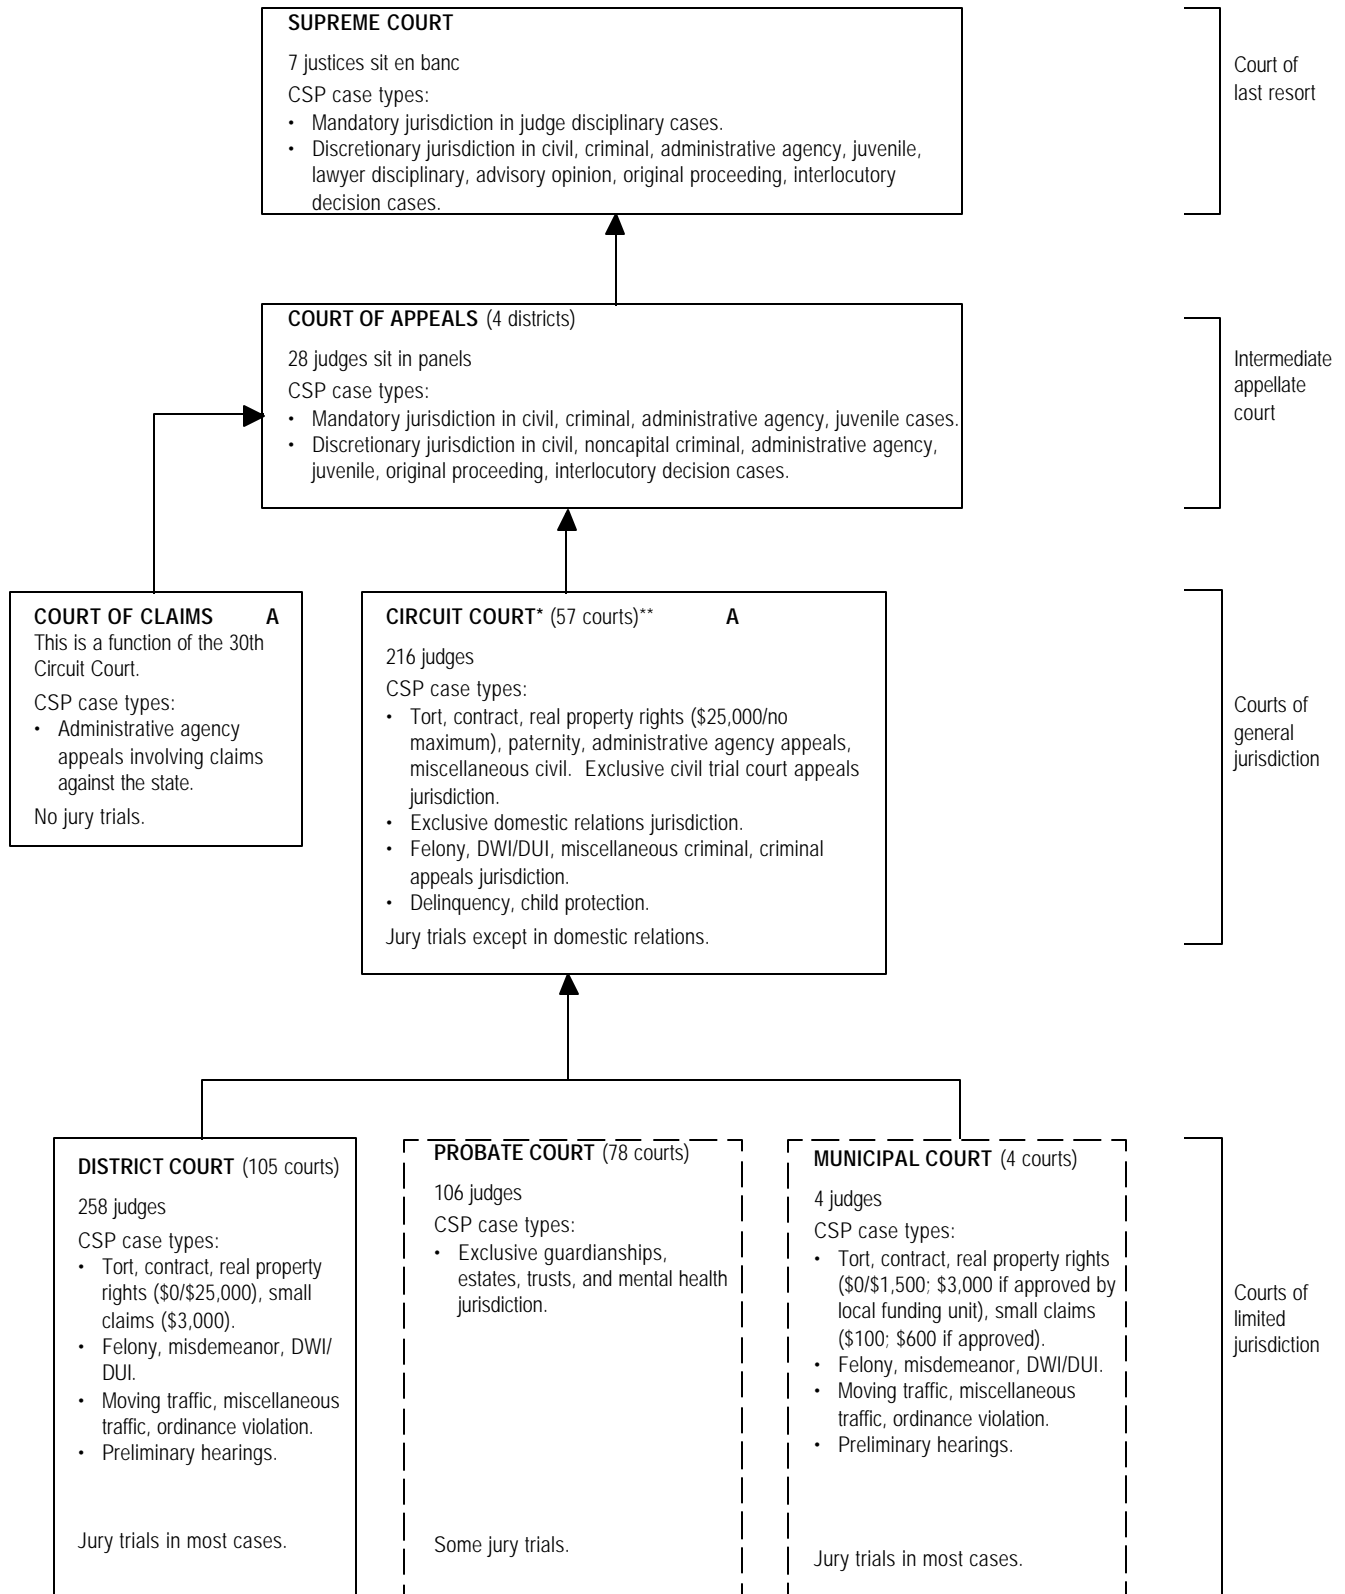 SUPREME COURT
7 justices sit en banc
CSP case types:
• Mandatory jurisdiction in judge disciplinary cases.
• Discretionary jurisdiction in civil, criminal, administrative agency, juvenile,
lawyer disciplinary, advisory opinion, original proceeding, interlocutory
decision cases.
Court of
last resort
COURT OF APPEALS (4 districts)
28 judges sit in panels
CSP case types:
• Mandatory jurisdiction in civil, criminal, administrative agency, juvenile cases.
• Discretionary jurisdiction in civil, noncapital criminal, administrative agency,
juvenile, original proceeding, interlocutory decision cases.
Intermediate
appellate
court
COURT OF CLAIMS A
This is a function of the 30th
Circuit Court.
CSP case types:
• Administrative agency
appeals involving claims
against the state.
No jury trials.
CIRCUIT COURT* (57 courts)** A
216 judges
CSP case types:
• Tort, contract, real property rights ($25,000/no
maximum), paternity, administrative agency appeals,
miscellaneous civil. Exclusive civil trial court appeals
jurisdiction.
• Exclusive domestic relations jurisdiction.
• Felony, DWI/DUI, miscellaneous criminal, criminal
appeals jurisdiction.
• Delinquency, child protection.
Jury trials except in domestic relations.
Courts of
general
jurisdiction
DISTRICT COURT (105 courts)
258 judges
CSP case types:
• Tort, contract, real property
rights ($0/$25,000), small
claims ($3,000).
• Felony, misdemeanor, DWI/
DUI.
• Moving traffic, miscellaneous
traffic, ordinance violation.
• Preliminary hearings.
Jury trials in most cases.
PROBATE COURT (78 courts)
106 judges
CSP case types:
• Exclusive guardianships,
estates, trusts, and mental health
jurisdiction.
Some jury trials.
MUNICIPAL COURT (4 courts)
4 judges
CSP case types:
• Tort, contract, real property rights
($0/$1,500; $3,000 if approved by
local funding unit), small claims
($100; $600 if approved).
• Felony, misdemeanor, DWI/DUI.
• Moving traffic, miscellaneous
traffic, ordinance violation.
• Preliminary hearings.
Jury trials in most cases.
Courts of
limited
jurisdiction